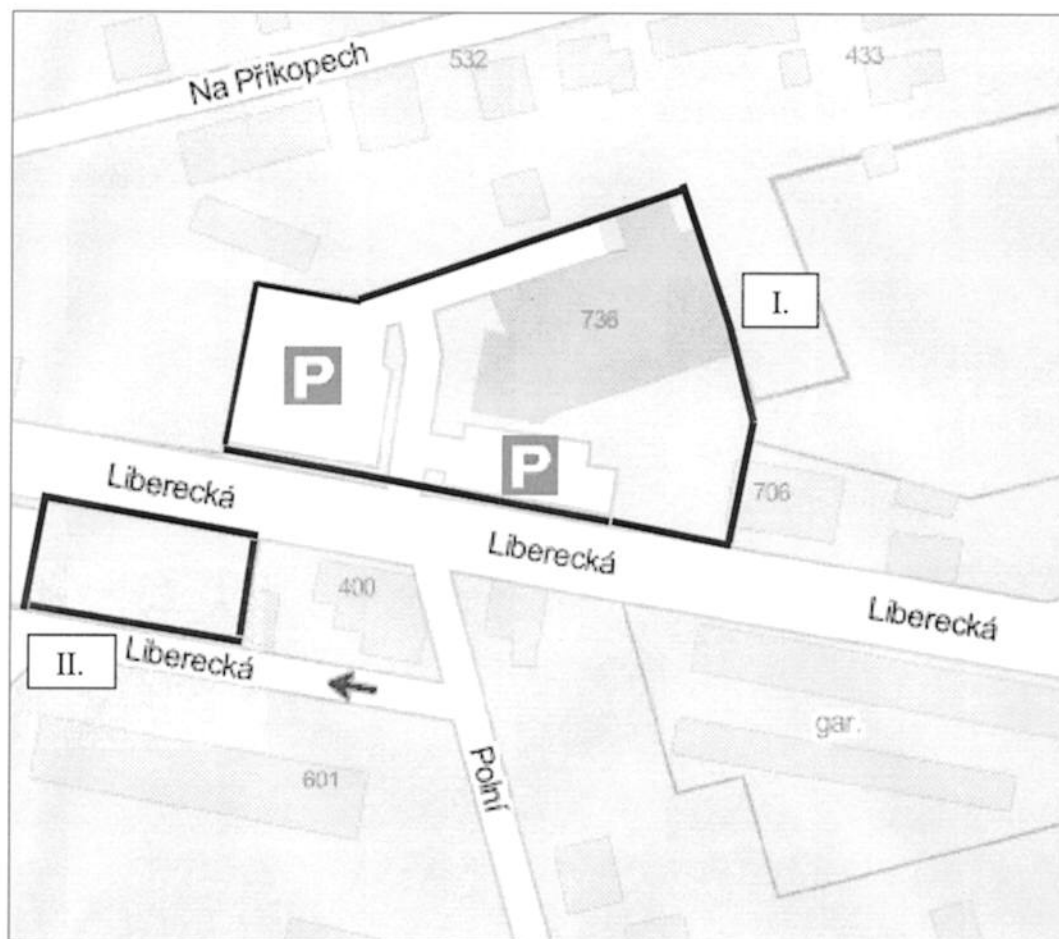 Na Příkopech
532
433
I.
736
P
P
Liberecká
706
Liberecká
400
Liberecká
II.
Liberecká
gar.
601
Polní